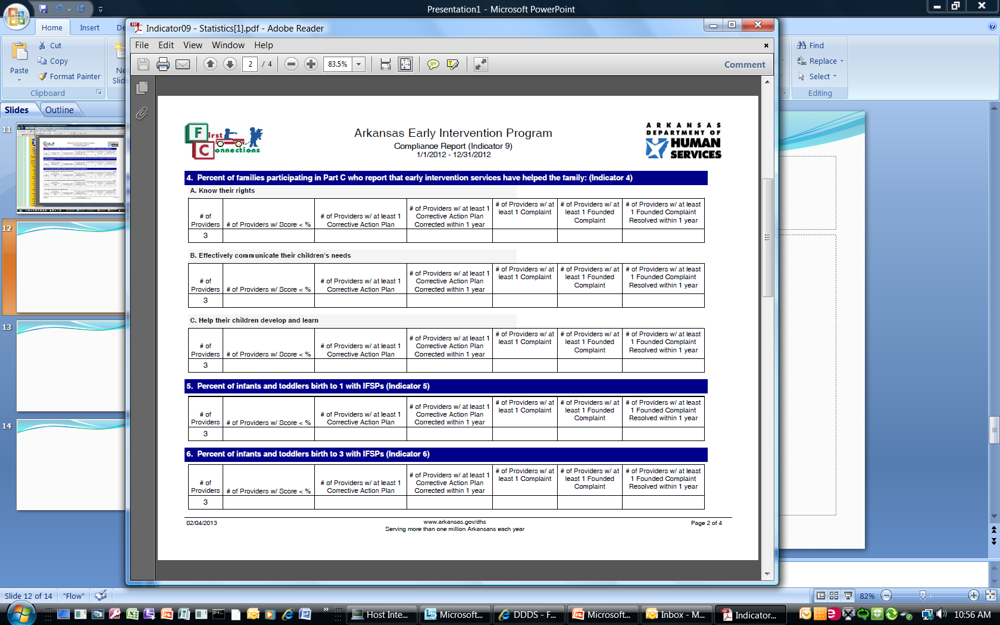 Presentation1 - Microsoft PowerPoint
Home
Insert
De
Cut
Copy
Format Painter
Paste
Clipboard
Ne
Slid
Find
Replace
Select
Editing
Slides
Outline
11
12
13
14
Indicator09 - Statistics[1].pdf - Adobe Reader
File Edit View Window Help
2 / 4
83.5%
Comment
First
Connections
Arkansas Early Intervention Program
Compliance Report (Indicator 9)
1/1/2012 - 12/31/2012
ARKANSAS
DEPARTMENT OF
HUMAN
SERVICES
4. Percent of families participating in Part C who report that early intervention services have helped the family: (Indicator 4)
A. Know their rights
# of
Providers
# of Providers w/ Score < %
# of Providers w/ at least 1
Corrective Action Plan
# of Providers w/ at least 1
Corrective Action Plan
Corrected within 1 year
# of Providers w/ at
least 1 Complaint
# of Providers w/ at
least 1 Founded
Complaint
# of Providers w/ at least
1 Founded Complaint
Resolved within 1 year
3
B. Effectively communicate their children's needs
# of
Providers
# of Providers w/ Score < %
# of Providers w/ at least 1
Corrective Action Plan
# of Providers w/ at least 1
Corrective Action Plan
Corrected within 1 year
# of Providers w/ at
least 1 Complaint
# of Providers w/ at
least 1 Founded
Complaint
# of Providers w/ at least
1 Founded Complaint
Resolved within 1 year
3
C. Help their children develop and learn
# of
Providers
# of Providers w/ Score < %
# of Providers w/ at least 1
Corrective Action Plan
# of Providers w/ at least 1
Corrective Action Plan
Corrected within 1 year
# of Providers w/ at
least 1 Complaint
# of Providers w/ at
least 1 Founded
Complaint
# of Providers w/ at least
1 Founded Complaint
Resolved within 1 year
3
5. Percent of infants and toddlers birth to 1 with IFSPs (Indicator 5)
# of
Providers
# of Providers w/ Score < %
# of Providers w/ at least 1
Corrective Action Plan
# of Providers w/ at least 1
Corrective Action Plan
Corrected within 1 year
# of Providers w/ at
least 1 Complaint
# of Providers w/ at
least 1 Founded
Complaint
# of Providers w/ at least
1 Founded Complaint
Resolved within 1 year
3
6. Percent of infants and toddlers birth to 3 with IFSPs (Indicator 6)
# of
Providers
# of Providers w/ Score < %
# of Providers w/ at least 1
Corrective Action Plan
# of Providers w/ at least 1
Corrective Action Plan
Corrected within 1 year
# of Providers w/ at
least 1 Complaint
# of Providers w/ at
least 1 Founded
Complaint
# of Providers w/ at least
1 Founded Complaint
Resolved within 1 year
3
02/04/2013
www.arkansas.gov/dhs
Serving more than one million Arkansans each year
Page 2 of 4
Slide 12 of 14
"Flow"
82%
Host Inte...
Microsoft...
DDDS - F...
Microsoft...
Inbox - M...
Indicator...
10:56 AM